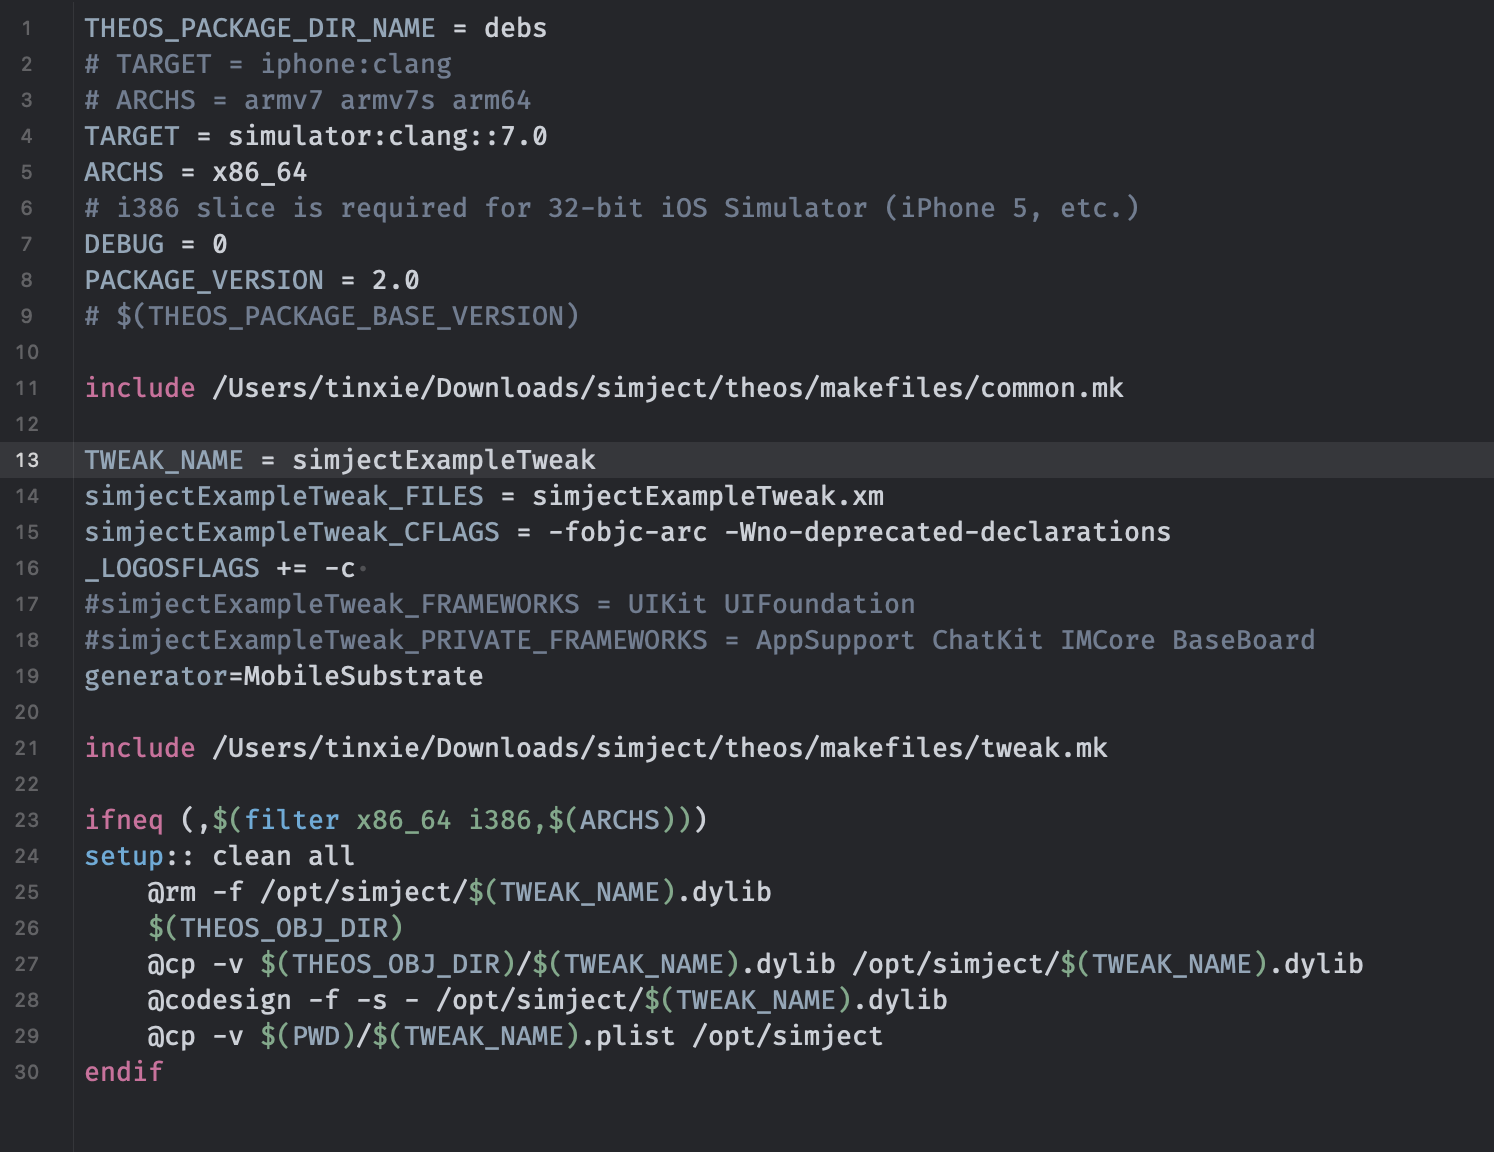 1 THEOS_PACKAGE_DIR_NAME = debs
2 # TARGET = iphone:clang
3 # ARCHS = armv7 armv7s arm64
4 TARGET = simulator:clang::7.0
5 ARCHS = x86_64
6 # i386 slice is required for 32-bit iOS Simulator (iPhone 5, etc.)
7 DEBUG = 0
8 PACKAGE_VERSION = 2.0
9 # $(THEOS_PACKAGE_BASE_VERSION)
10
11 include /Users/tinxie/Downloads/simject/theos/makefiles/common.mk
12
13 TWEAK_NAME = simjectExampleTweak
14 simjectExampleTweak_FILES = simjectExampleTweak.xm
15 simjectExampleTweak_CFLAGS = -fobjc-arc -Wno-deprecated-declarations
16 _LOGOSFLAGS += -c
17 #simjectExampleTweak_FRAMEWORKS = UIKit UIFoundation
18 #simjectExampleTweak_PRIVATE_FRAMEWORKS = AppSupport ChatKit IMCore BaseBoard
19 generator=MobileSubstrate
20
21 include /Users/tinxie/Downloads/simject/theos/makefiles/tweak.mk
22
23 ifneq (,$(filter x86_64 i386,$(ARCHS)))
24 setup:: clean all
25     @rm -f /opt/simject/$(TWEAK_NAME).dylib
26     $(THEOS_OBJ_DIR)
27     @cp -v $(THEOS_OBJ_DIR)/$(TWEAK_NAME).dylib /opt/simject/$(TWEAK_NAME).dylib
28     @codesign -f -s - /opt/simject/$(TWEAK_NAME).dylib
29     @cp -v $(PWD)/$(TWEAK_NAME).plist /opt/simject
30 endif